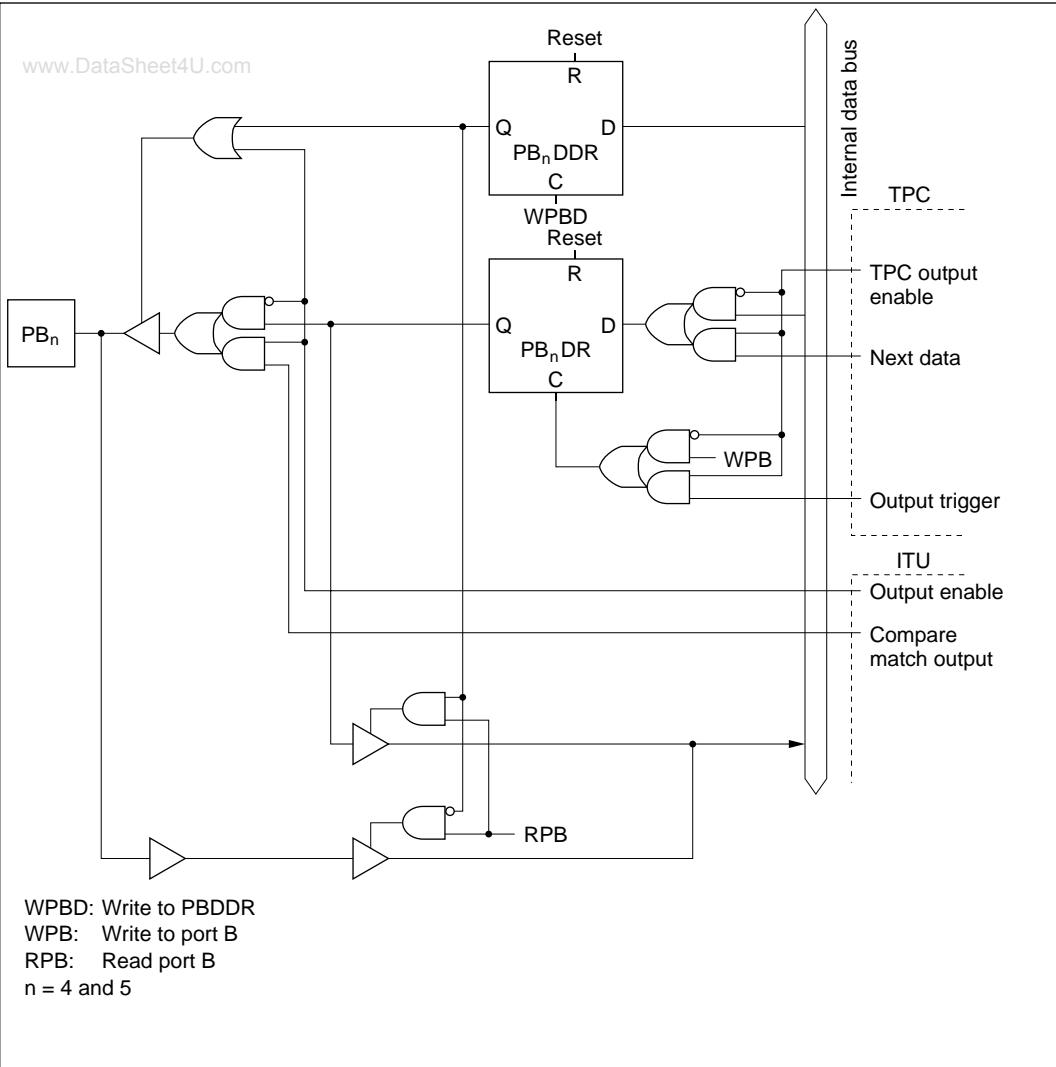 www.DataSheet4U.com
Reset
R
Q
D
PBnDDR
C
WPBD
Internal data bus
TPC
Reset
R
Q
D
PBnDR
C
PBn
TPC output
enable
Next data
WPB
Output trigger
ITU
Output enable
Compare
match output
RPB
WPBD: Write to PBDDR
WPB: Write to port B
RPB: Read port B
n = 4 and 5